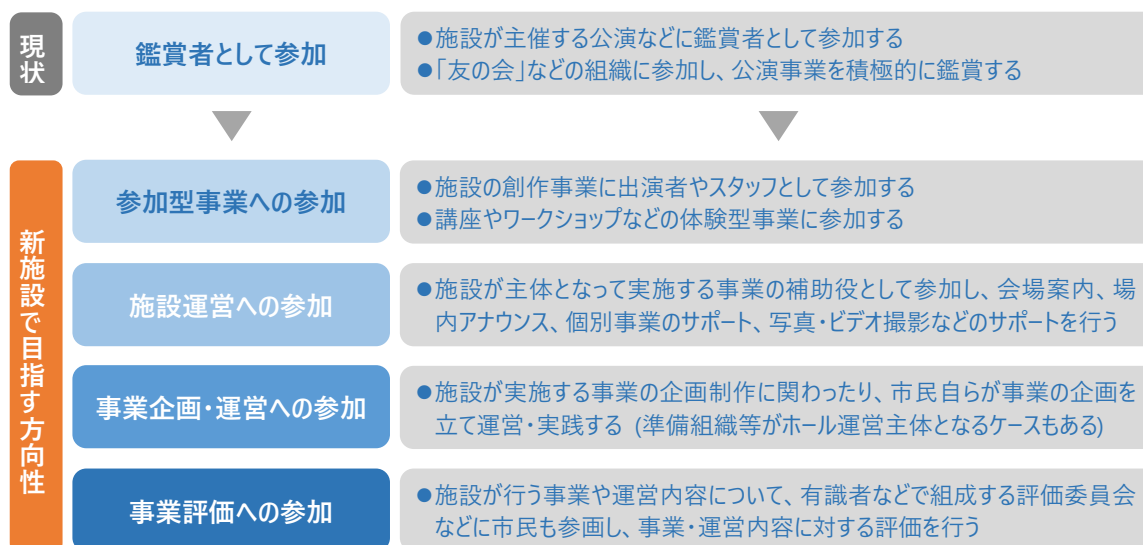 現状
鑑賞者として参加
●施設が主催する公演などに鑑賞者として参加する
●「友の会」などの組織に参加し、公演事業を積極的に鑑賞する
新施設で目指す方向性
参加型事業への参加
●施設の創作事業に出演者やスタッフとして参加する
●講座やワークショップなどの体験型事業に参加する
施設運営への参加
●施設が主体となって実施する事業の補助役として参加し、会場案内、場
内アナウンス、個別事業のサポート、写真・ビデオ撮影などのサポートを行う
事業企画・運営への参加
●施設が実施する事業の企画制作に関わったり、市民自らが事業の企画を
立て運営・実践する (準備組織等がホール運営主体となるケースもある)
事業評価への参加
●施設が行う事業や運営内容について、有識者などで組成する評価委員会
などに市民も参画し、事業・運営内容に対する評価を行う